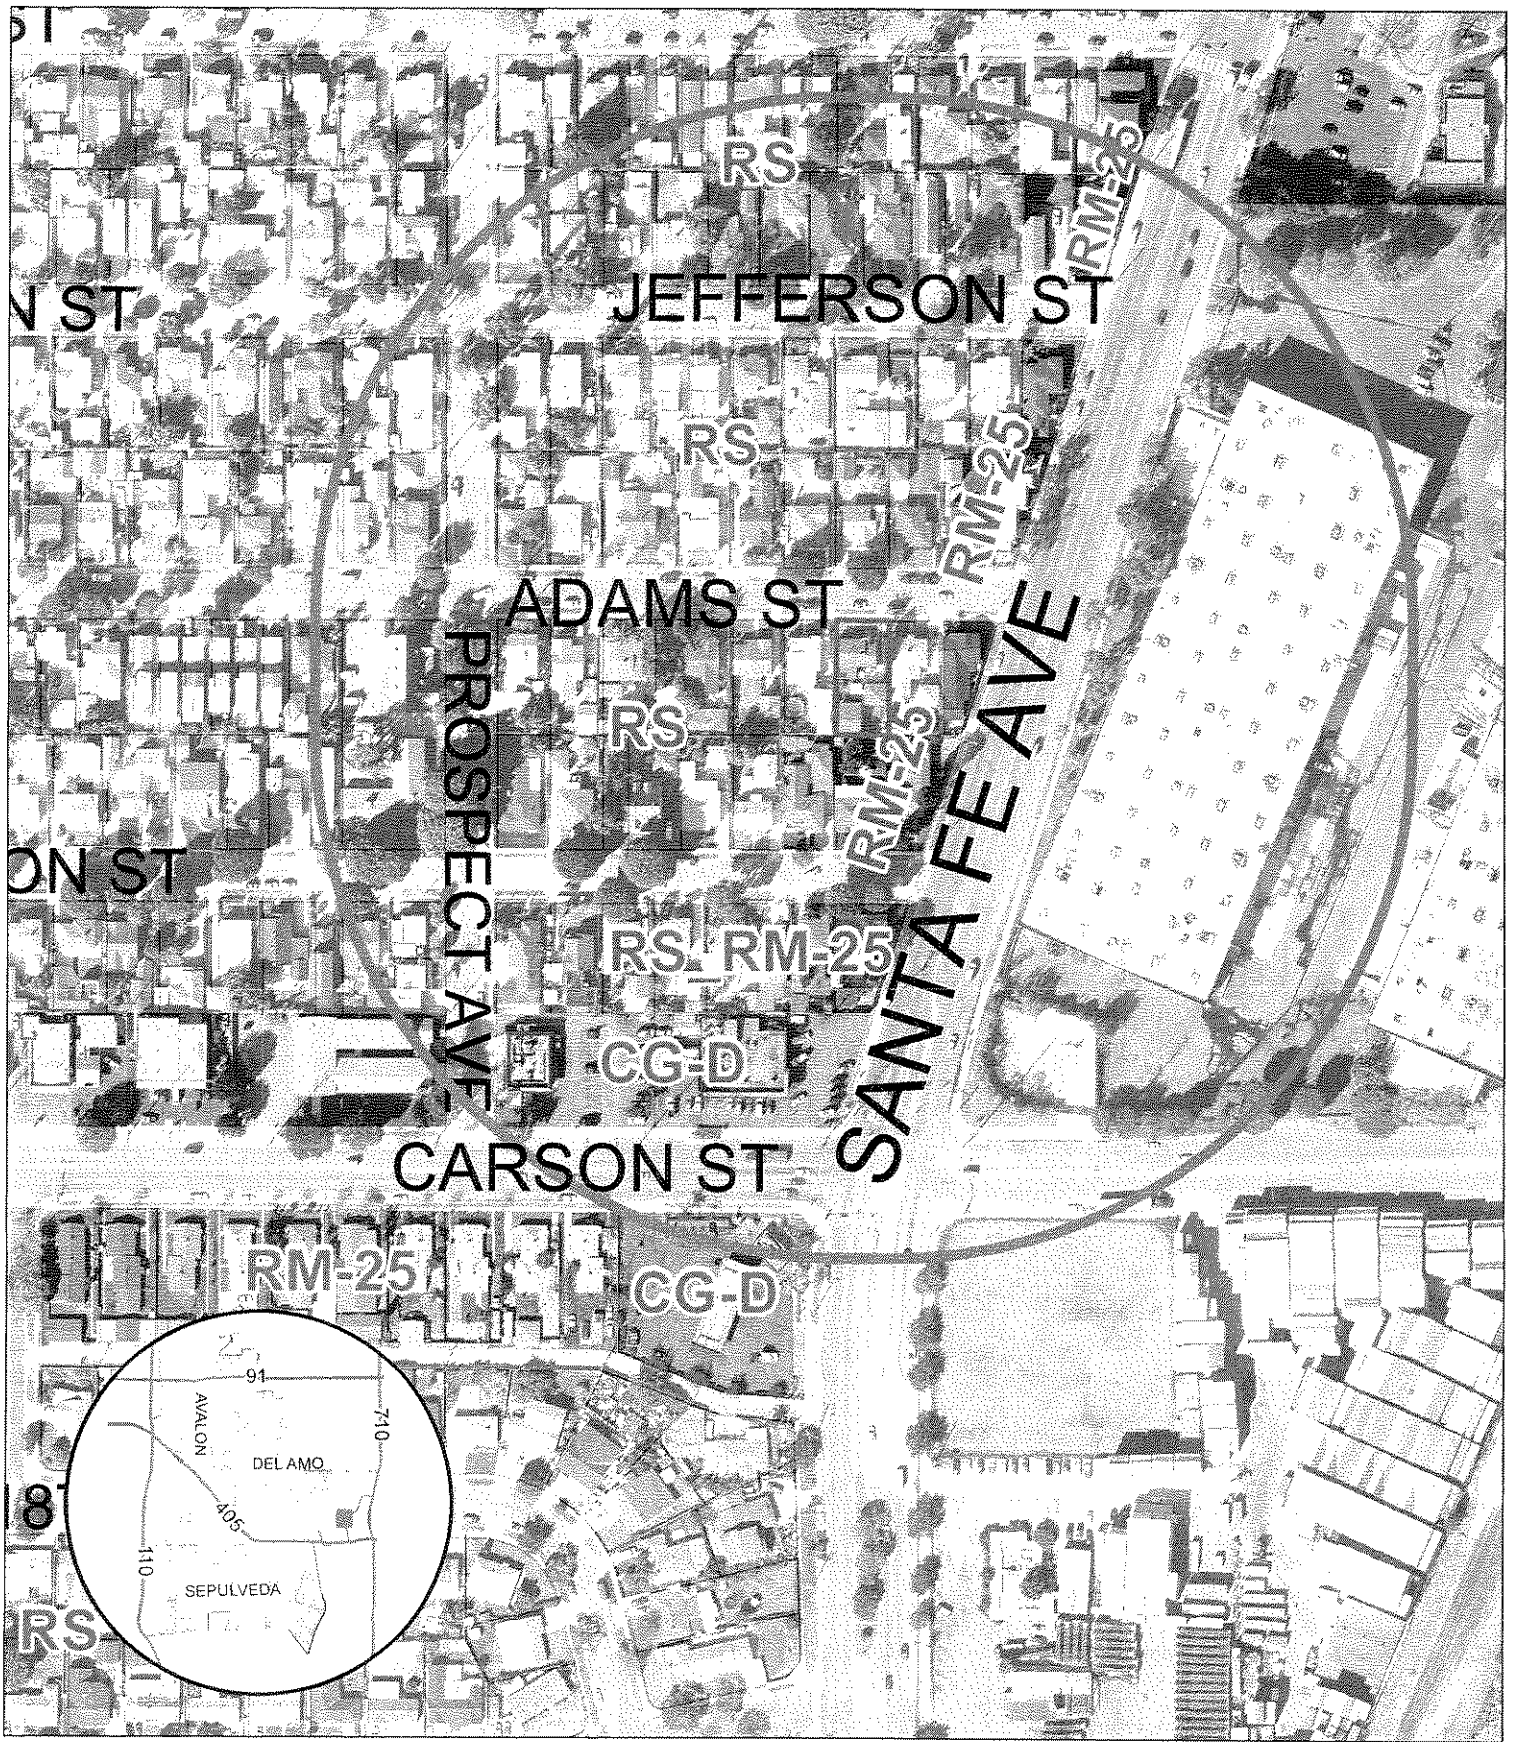 ST
RS
RM-25
N ST
JEFFERSON ST
RS
RM-25
ADAMS ST
PROSPECT AVE
RS
RM-25
SANTA FE AVE
ON ST
RS
RM-25
CG-D
CARSON ST
RM-25
CG-D
91
AVALON
710
DEL AMO
405
110
SEPULVEDA
18
RS